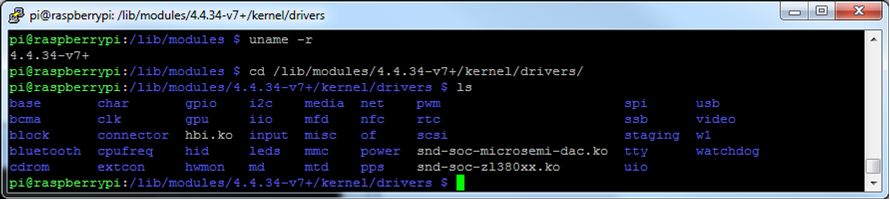 pi@raspberrypi: /lib/modules/4.4.34-v7+/kernel/drivers
pi@raspberrypi:/lib/modules $ uname -r
4.4.34-v7+
pi@raspberrypi:/lib/modules $ cd /lib/modules/4.4.34-v7+/kernel/drivers/
pi@raspberrypi:/lib/modules/4.4.34-v7+/kernel/drivers $ ls
base char gpio i2c media net pwm spi usb
bcma clk gpu iio mfd nfc rtc ssb video
block connector hbi.ko input misc of scsi staging w1
bluetooth cpufreq hid leds mmc power snd-soc-microsemi-dac.ko tty watchdog
cdrom extcon hwmon md mtd pps snd-soc-zl380xx.ko uio
pi@raspberrypi:/lib/modules/4.4.34-v7+/kernel/drivers $